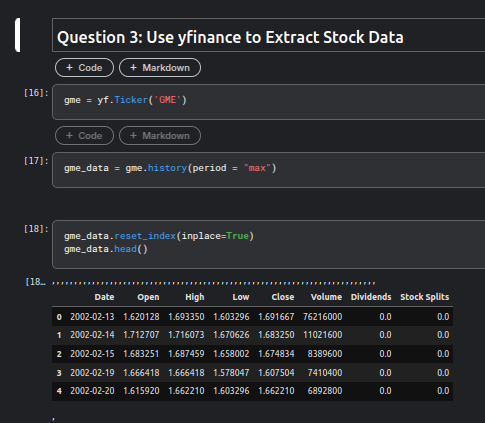 Question 3: Use yfinance to Extract Stock Data
+ Code + Markdown
[16]: gme = yf.Ticker('GME')
+ Code + Markdown
[17]: gme_data = gme.history(period = "max")
[18]: gme_data.reset_index(inplace=True)
gme_data.head()
[18… ,,,,,,,,,,,,,,,,,,,,,,,,,,,,,,,,,,,,,,,,,,,,,,,,,,,,,,,,,,,,,,,,,,,,,,,,,,
Date Open High Low Close Volume Dividends Stock Splits
0 2002-02-13 1.620128 1.693350 1.603296 1.691667 76216000 0.0 0.0
1 2002-02-14 1.712707 1.716073 1.670626 1.683250 11021600 0.0 0.0
2 2002-02-15 1.683251 1.687459 1.658002 1.674834 8389600 0.0 0.0
3 2002-02-19 1.666418 1.666418 1.578047 1.607504 7410400 0.0 0.0
4 2002-02-20 1.615920 1.662210 1.603296 1.662210 6892800 0.0 0.0
,